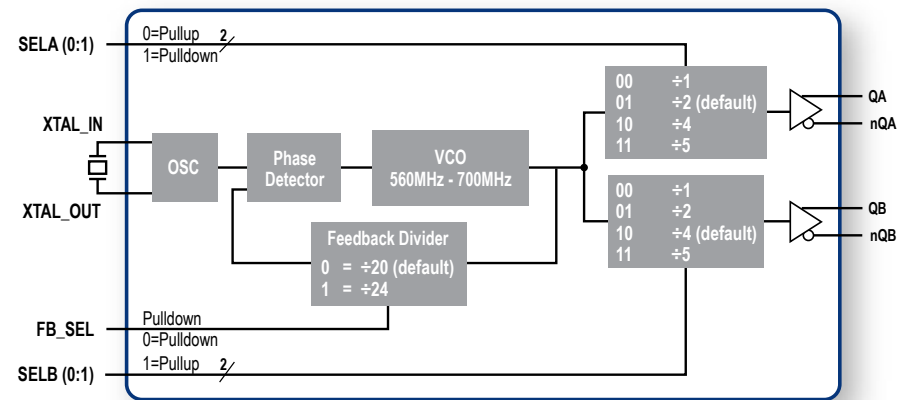 SELA (0:1)
0=Pullup 2
1=Pulldown
XTAL_IN
XTAL_OUT
OSC
Phase
Detector
VCO
560MHz - 700MHz
Feedback Divider
0 = ÷20 (default)
1 = ÷24
00 ÷1
01 ÷2 (default)
10 ÷4
11 ÷5
QA
nQA
00 ÷1
01 ÷2
10 ÷4 (default)
11 ÷5
QB
nQB
FB_SEL
Pulldown
0=Pulldown
SELB (0:1)
1=Pullup 2